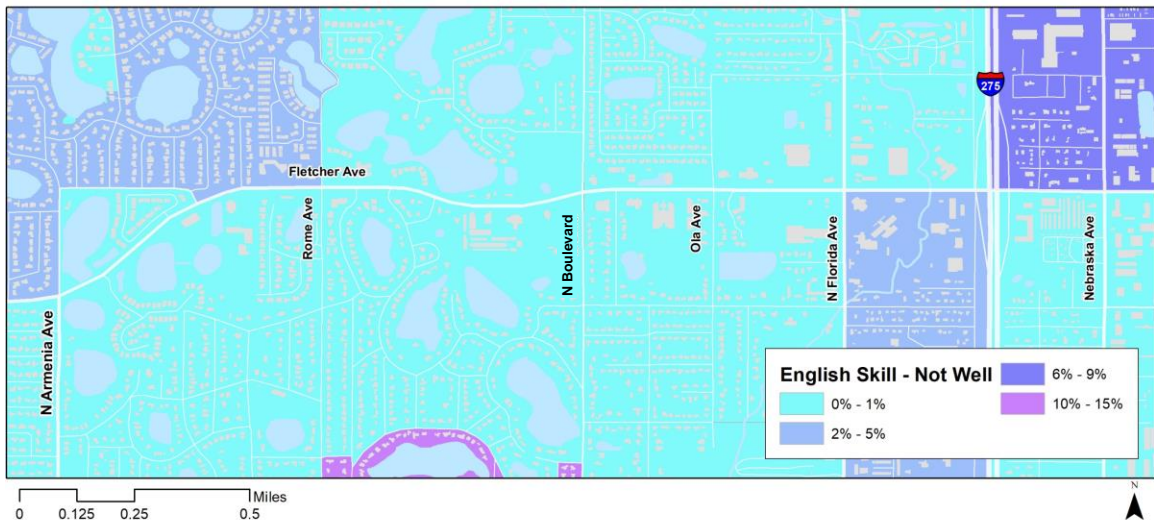 275
Fletcher Ave
Rome Ave
N Boulevard
Ola Ave
N Florida Ave
Nebraska Ave
N Armenia Ave
English Skill - Not Well
0% - 1%
2% - 5%
6% - 9%
10% - 15%
Miles
0 0.125 0.25 0.5
N